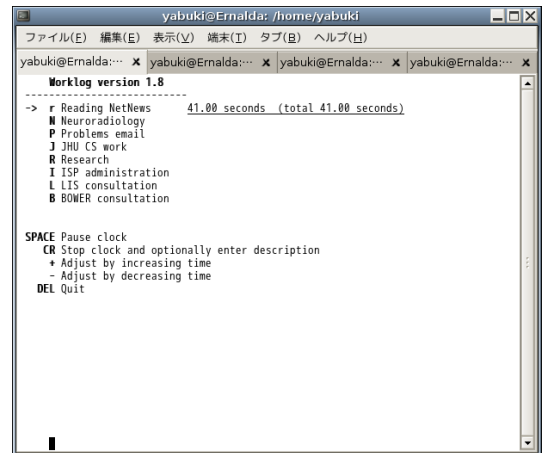 yabuki@Ernalda: /home/yabuki
ファイル(F) 編集(E) 表示(V) 端末(T) タブ(B) ヘルプ(H)
yabuki@Ernalda:… x yabuki@Ernalda:… x yabuki@Ernalda:… x yabuki@Ernalda:… x
Worklog version 1.8
---------------------------
-> r Reading NetNews 41.00 seconds (total 41.00 seconds)
N Neuroradiology
P Problems email
J JHU CS work
R Research
I ISP administration
L LIS consultation
B BOWER consultation
SPACE Pause clock
CR Stop clock and optionally enter description
+ Adjust by increasing time
- Adjust by decreasing time
DEL Quit